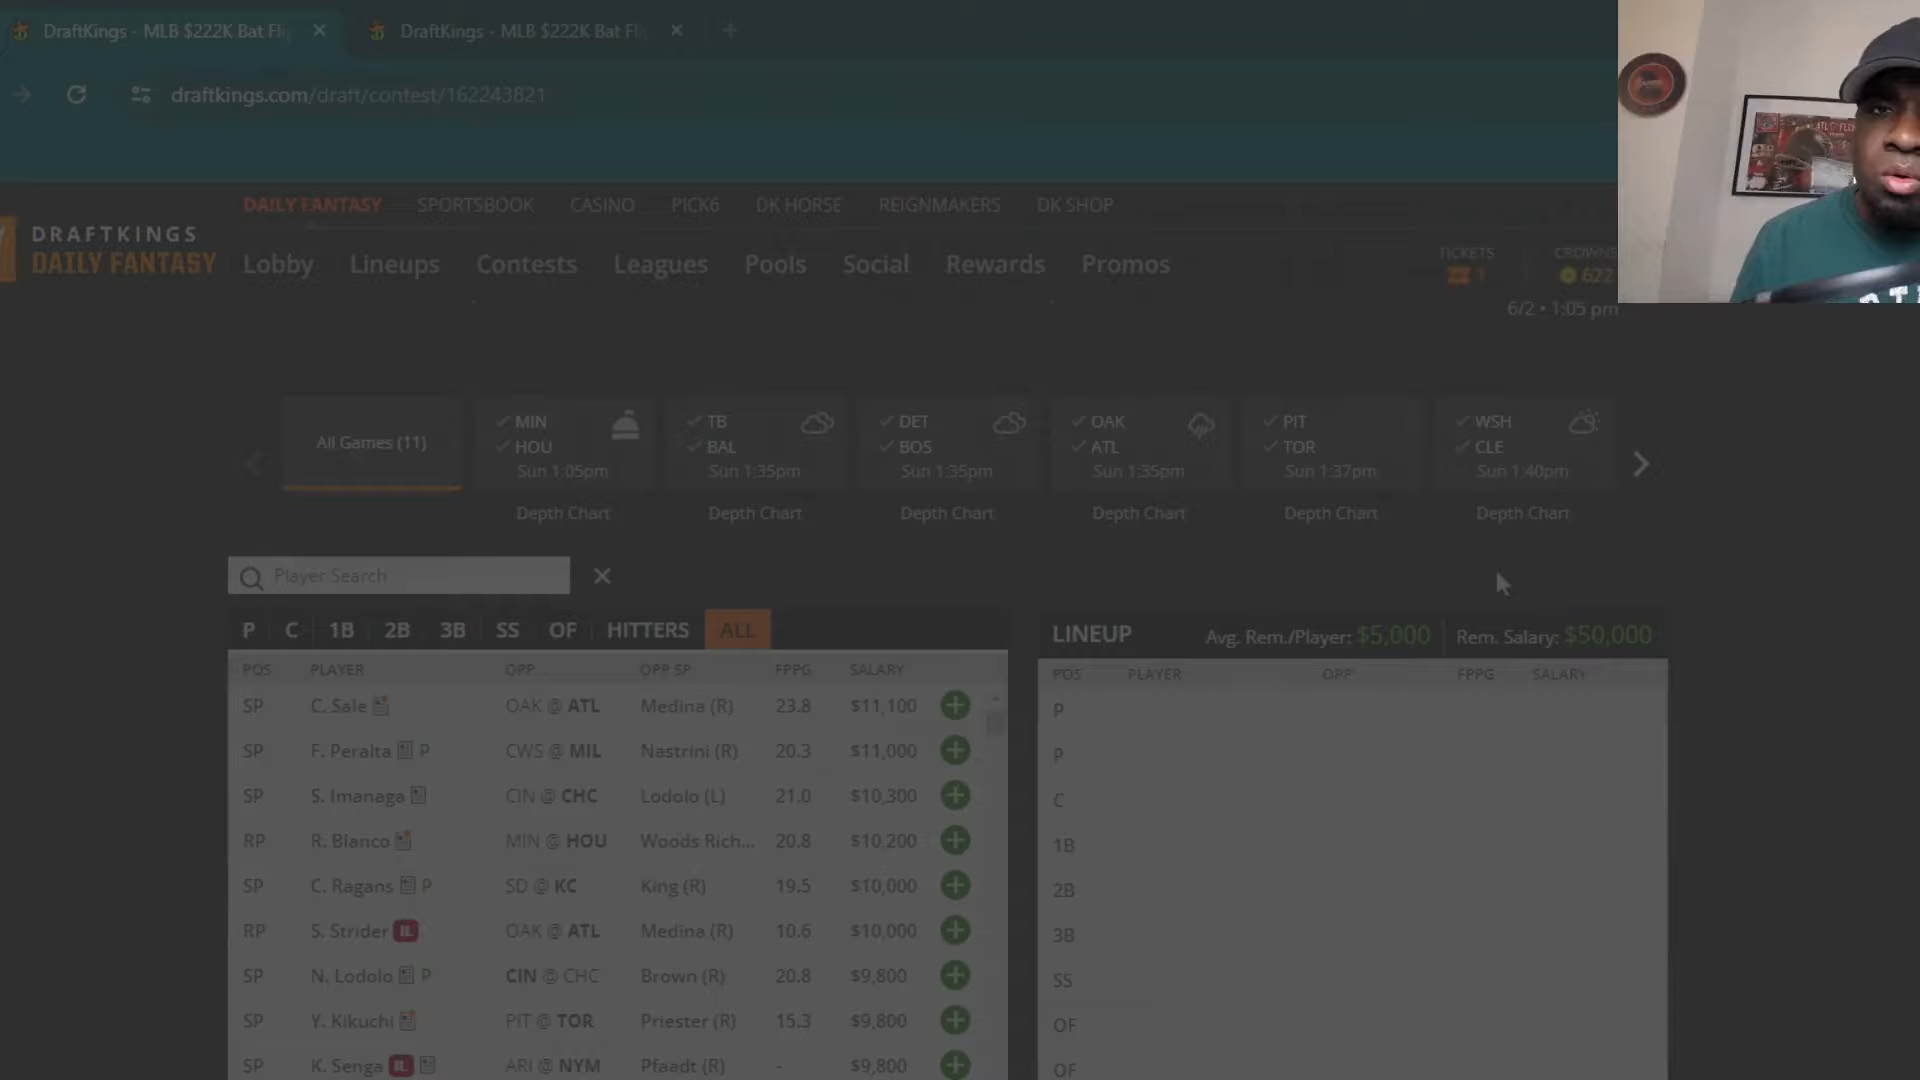 DraftKings - MLB $222K Bat Fli
DraftKings - MLB $222K Bat Fli
draftkings.com/draft/contest/162243821
DAILY FANTASY SPORTSBOOK CASINO PICK6 DK HORSE REIGNMAKERS DK SHOP
DRAFTKINGS
DAILY FANTASY
Lobby Lineups Contests Leagues Pools Social Rewards Promos
TICKETS
1
CROWNS
622
6/2 • 1:05 pm
All Games (11)
MIN
HOU
Sun 1:05pm
Depth Chart
TB
BAL
Sun 1:35pm
Depth Chart
DET
BOS
Sun 1:35pm
Depth Chart
OAK
ATL
Sun 1:35pm
Depth Chart
PIT
TOR
Sun 1:37pm
Depth Chart
WSH
CLE
Sun 1:40pm
Depth Chart
Player Search
P C 1B 2B 3B SS OF HITTERS ALL
POS PLAYER OPP OPP SP FPPG SALARY
SP C. Sale OAK @ ATL Medina (R) 23.8 $11,100
SP F. Peralta P CWS @ MIL Nastrini (R) 20.3 $11,000
SP S. Imanaga CIN @ CHC Lodolo (L) 21.0 $10,300
RP R. Blanco MIN @ HOU Woods Rich... 20.8 $10,200
SP C. Ragans P SD @ KC King (R) 19.5 $10,000
RP S. Strider IL OAK @ ATL Medina (R) 10.6 $10,000
SP N. Lodolo P CIN @ CHC Brown (R) 20.8 $9,800
SP Y. Kikuchi PIT @ TOR Priester (R) 15.3 $9,800
SP K. Senga IL ARI @ NYM Pfaadt (R) - $9,800
LINEUP Avg. Rem./Player: $5,000 Rem. Salary: $50,000
POS PLAYER OPP FPPG SALARY
P
P
C
1B
2B
3B
SS
OF
OF